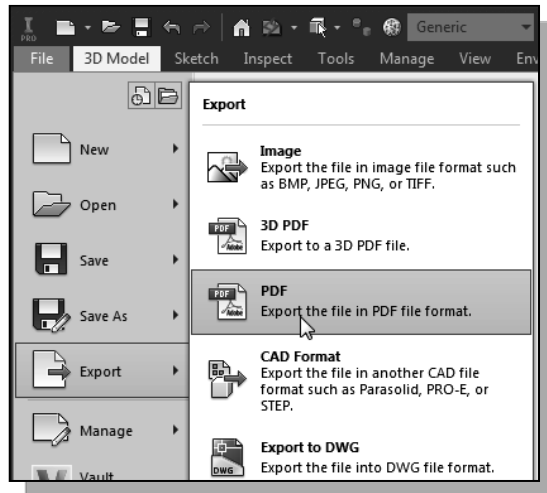 I
PRO
Generic
File 3D Model Sketch Inspect Tools Manage View Env
Export
New
Open
Save
Save As
Export
Manage
Vault
Image
Export the file in image file format such
as BMP, JPEG, PNG, or TIFF.
PDF
Adobe
3D PDF
Export to a 3D PDF file.
PDF
Adobe
PDF
Export the file in PDF file format.
CAD Format
Export the file in another CAD file
format such as Parasolid, PRO-E, or
STEP.
DWG
Export to DWG
Export the file into DWG file format.